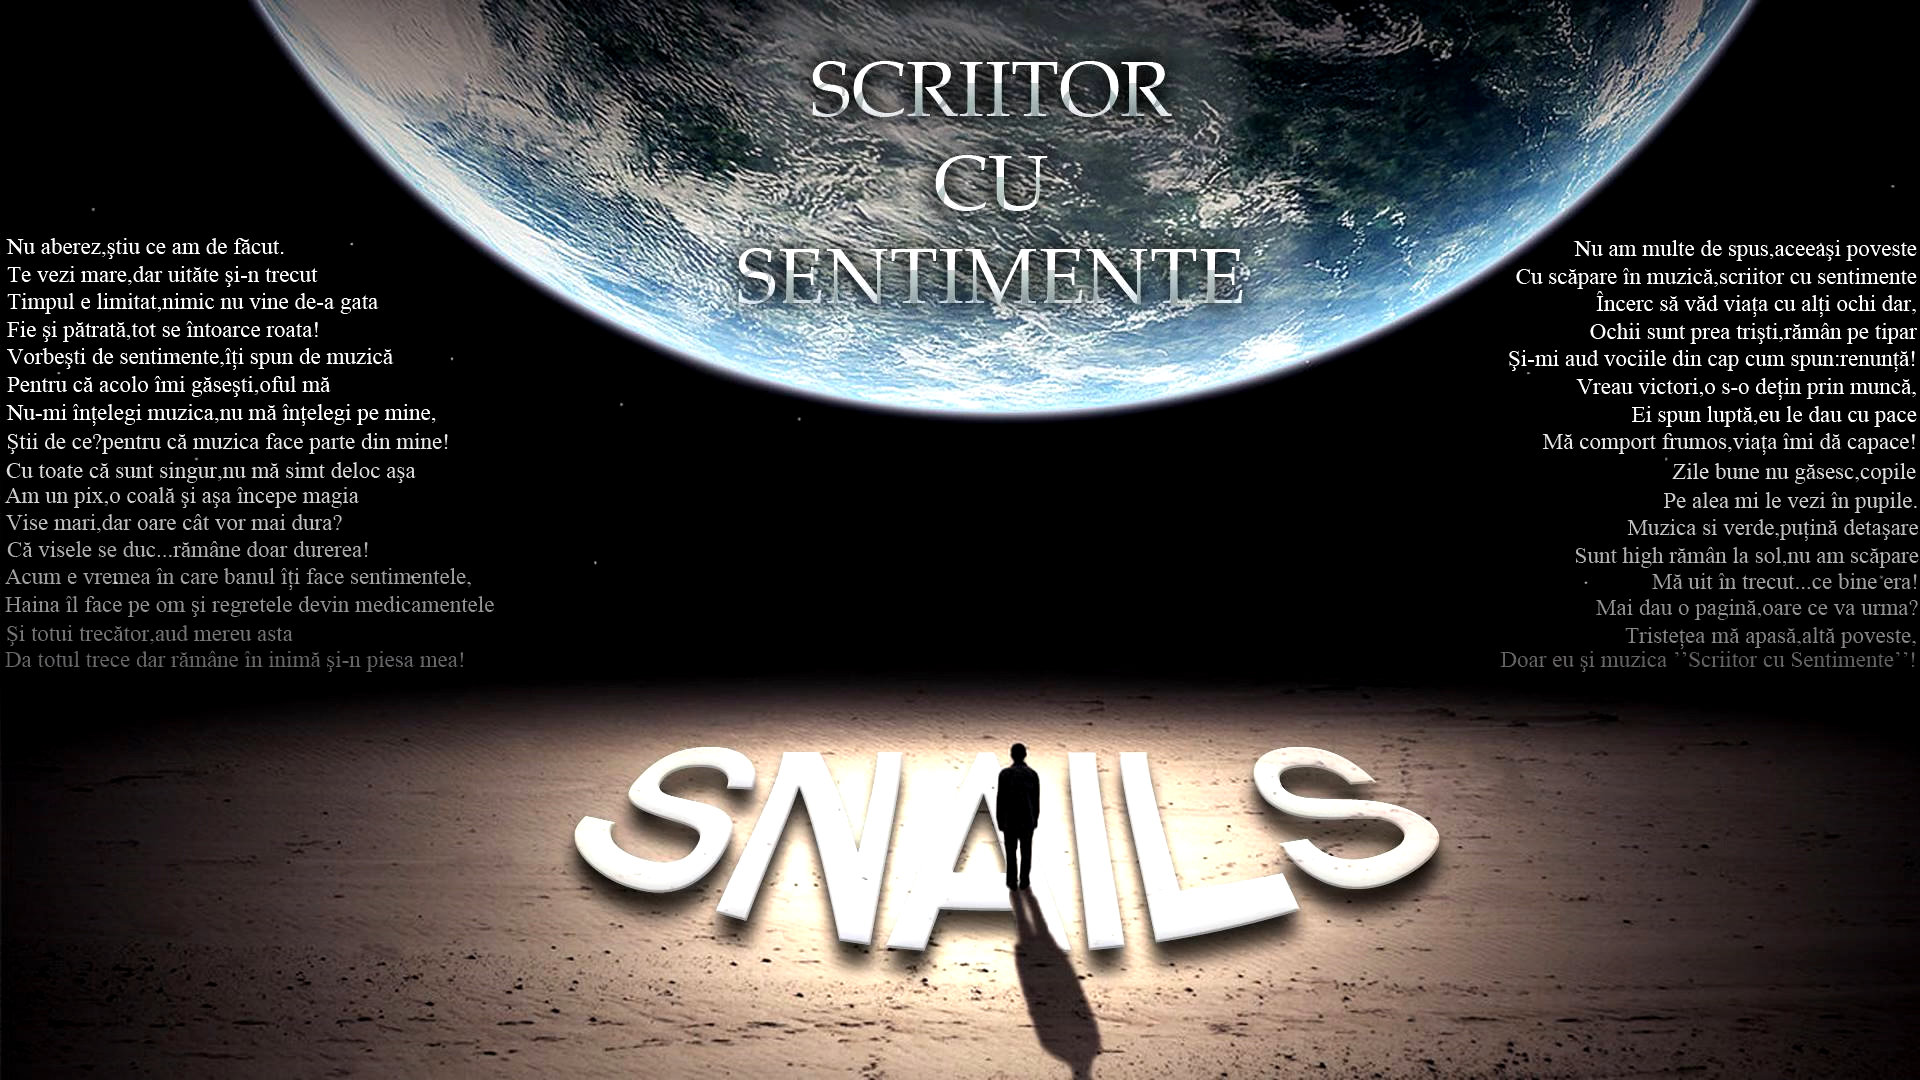 SCRIITOR
CU
SENTIMENTE
Nu aberez,ştiu ce am de făcut.
Te vezi mare,dar uităte şi-n trecut
Timpul e limitat,nimic nu vine de-a gata
Fie şi pătrată,tot se întoarce roata!
Vorbeşti de sentimente,îți spun de muzică
Pentru că acolo îmi găseşti,oful mă
Nu-mi înțelegi muzica,nu mă înțelegi pe mine,
Ştii de ce?pentru că muzica face parte din mine!
Cu toate că sunt singur,nu mă simt deloc aşa
Am un pix,o coală şi aşa începe magia
Vise mari,dar oare cât vor mai dura?
Că visele se duc...rămâne doar durerea!
Acum e vremea în care banul îți face sentimentele,
Haina îl face pe om şi regretele devin medicamentele
Şi totui trecător,aud mereu asta
Da totul trece dar rămâne în inimă şi-n piesa mea!
Nu am multe de spus,aceeaşi poveste
Cu scăpare în muzică,scriitor cu sentimente
Încerc să văd viața cu alți ochi dar,
Ochii sunt prea trişti,rămân pe tipar
Şi-mi aud vociile din cap cum spun:renunță!
Vreau victori,o s-o dețin prin muncă,
Ei spun luptă,eu le dau cu pace
Mă comport frumos,viața îmi dă capace!
Zile bune nu găsesc,copile
Pe alea mi le vezi în pupile.
Muzica si verde,puțină detaşare
Sunt high rămân la sol,nu am scăpare
Mă uit în trecut...ce bine era!
Mai dau o pagină,oare ce va urma?
Tristețea mă apasă,altă poveste,
Doar eu şi muzica ’’Scriitor cu Sentimente’’!
SNAILS